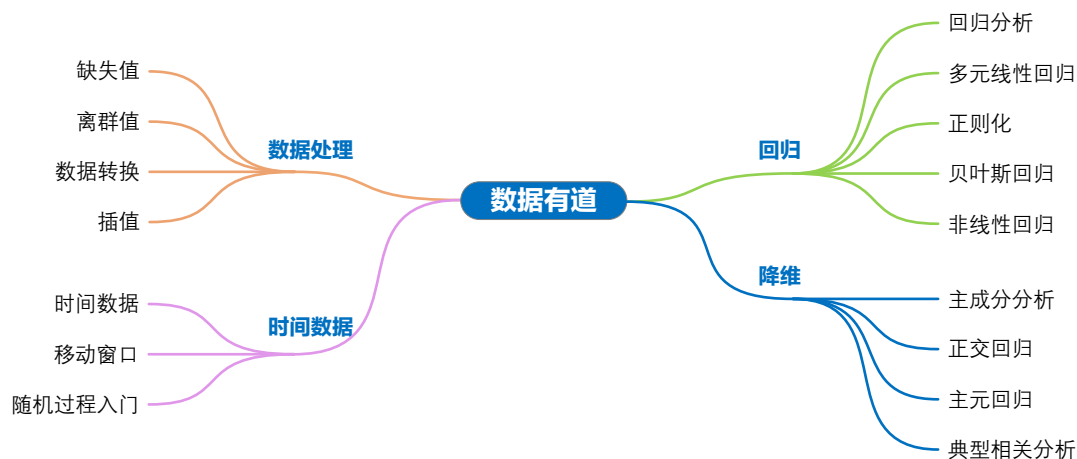 数据有道
数据处理
缺失值
离群值
数据转换
插值
时间数据
时间数据
移动窗口
随机过程入门
回归
回归分析
多元线性回归
正则化
贝叶斯回归
非线性回归
降维
主成分分析
正交回归
主元回归
典型相关分析